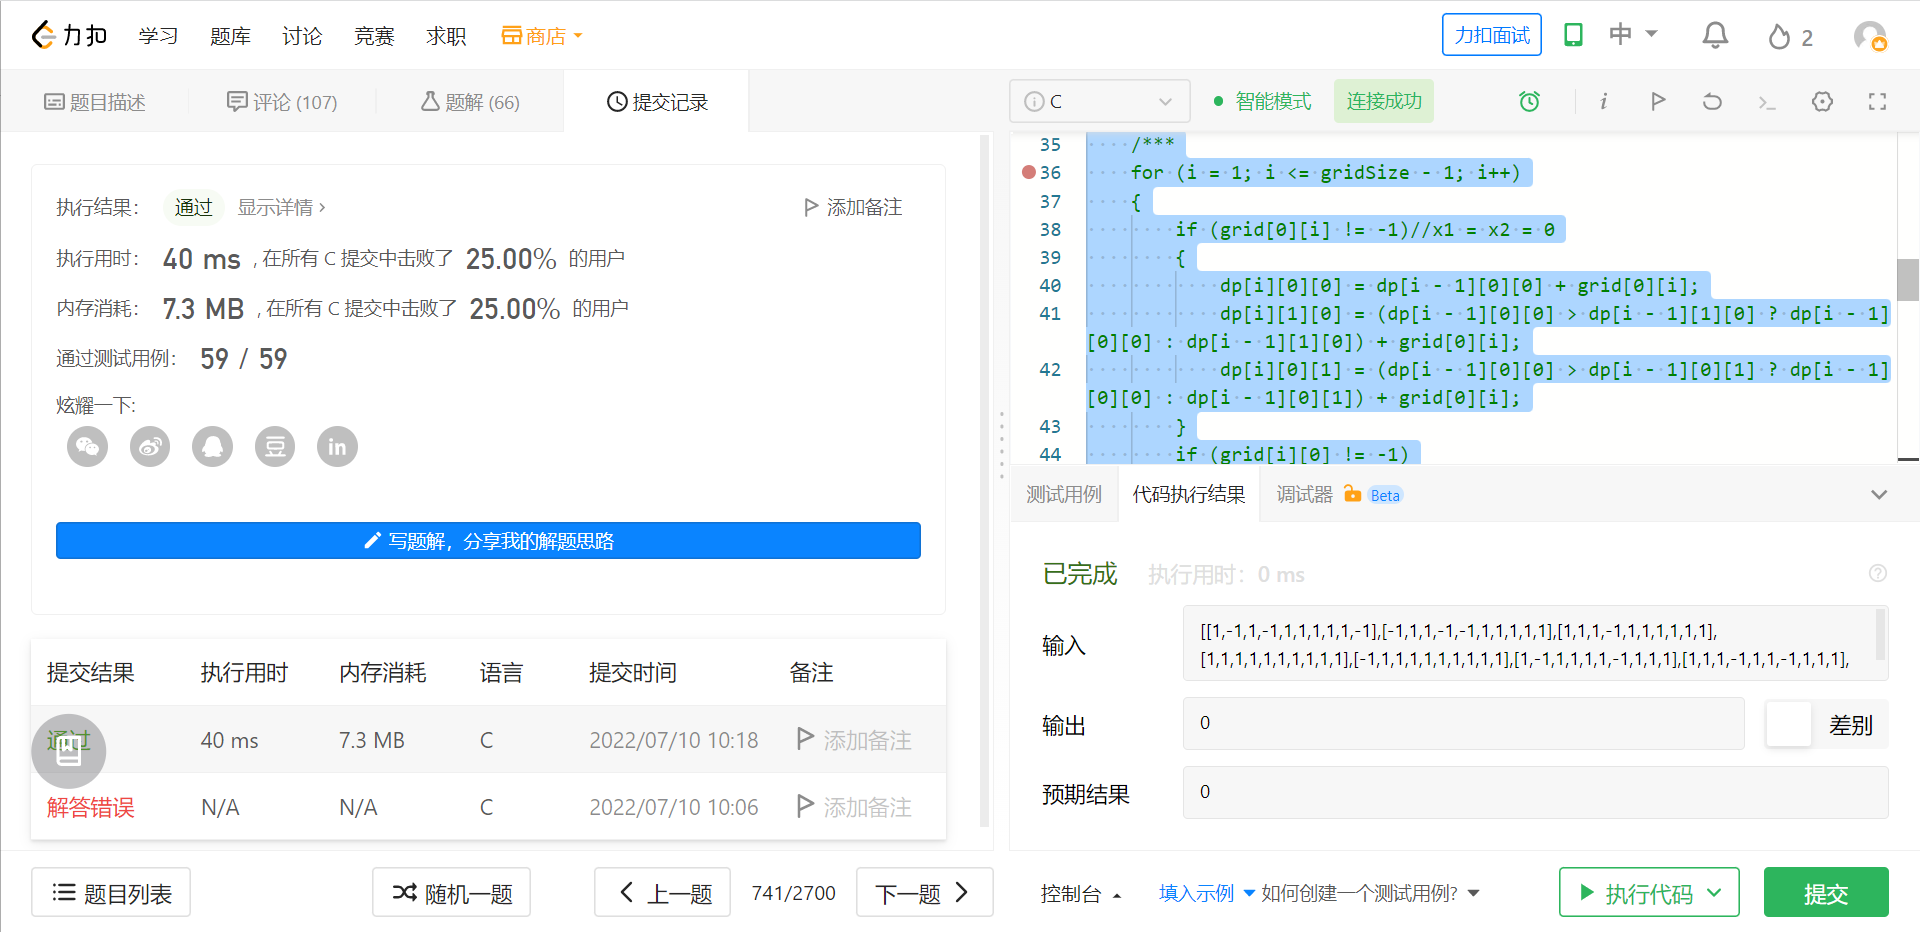 力扣 学习 题库 讨论 竞赛 求职 商店 力扣面试 中 2
题目描述 评论 (107) 题解 (66) 提交记录
执行结果： 通过 显示详情 › 添加备注
执行用时： 40 ms , 在所有 C 提交中击败了 25.00% 的用户
内存消耗： 7.3 MB , 在所有 C 提交中击败了 25.00% 的用户
通过测试用例： 59 / 59
炫耀一下:
豆 in
写题解，分享我的解题思路
提交结果 执行用时 内存消耗 语言 提交时间 备注
通过 40 ms 7.3 MB C 2022/07/10 10:18 添加备注
解答错误 N/A N/A C 2022/07/10 10:06 添加备注
题目列表 随机一题 上一题 741/2700 下一题
C 智能模式 连接成功
35 /***
36 for (i = 1; i <= gridSize - 1; i++)
37 {
38 if (grid[0][i] != -1)//x1 = x2 = 0
39 {
40 dp[i][0][0] = dp[i - 1][0][0] + grid[0][i];
41 dp[i][1][0] = (dp[i - 1][0][0] > dp[i - 1][1][0] ? dp[i - 1]
[0][0] : dp[i - 1][1][0]) + grid[0][i];
42 dp[i][0][1] = (dp[i - 1][0][0] > dp[i - 1][0][1] ? dp[i - 1]
[0][0] : dp[i - 1][0][1]) + grid[0][i];
43 }
44 if (grid[i][0] != -1)
测试用例 代码执行结果 调试器 Beta
已完成 执行用时： 0 ms
输入
[[1,-1,1,-1,1,1,1,1,1,-1],[-1,1,1,-1,-1,1,1,1,1,1],[1,1,1,-1,1,1,1,1,1,1],
[1,1,1,1,1,1,1,1,1,1],[-1,1,1,1,1,1,1,1,1,1],[1,-1,1,1,1,1,-1,1,1,1],[1,1,1,-1,1,1,-1,1,1,1],
输出 0 差别
预期结果 0
控制台 填入示例 如何创建一个测试用例? 执行代码 提交